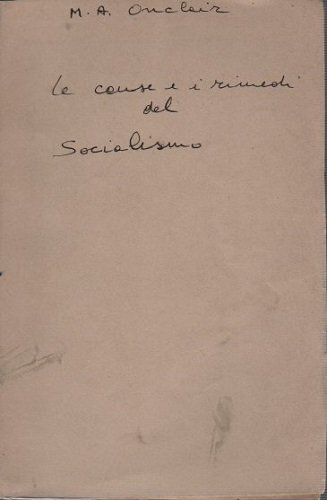 M. A. Onclair
Le cause e i rimedi
del
Socialismo